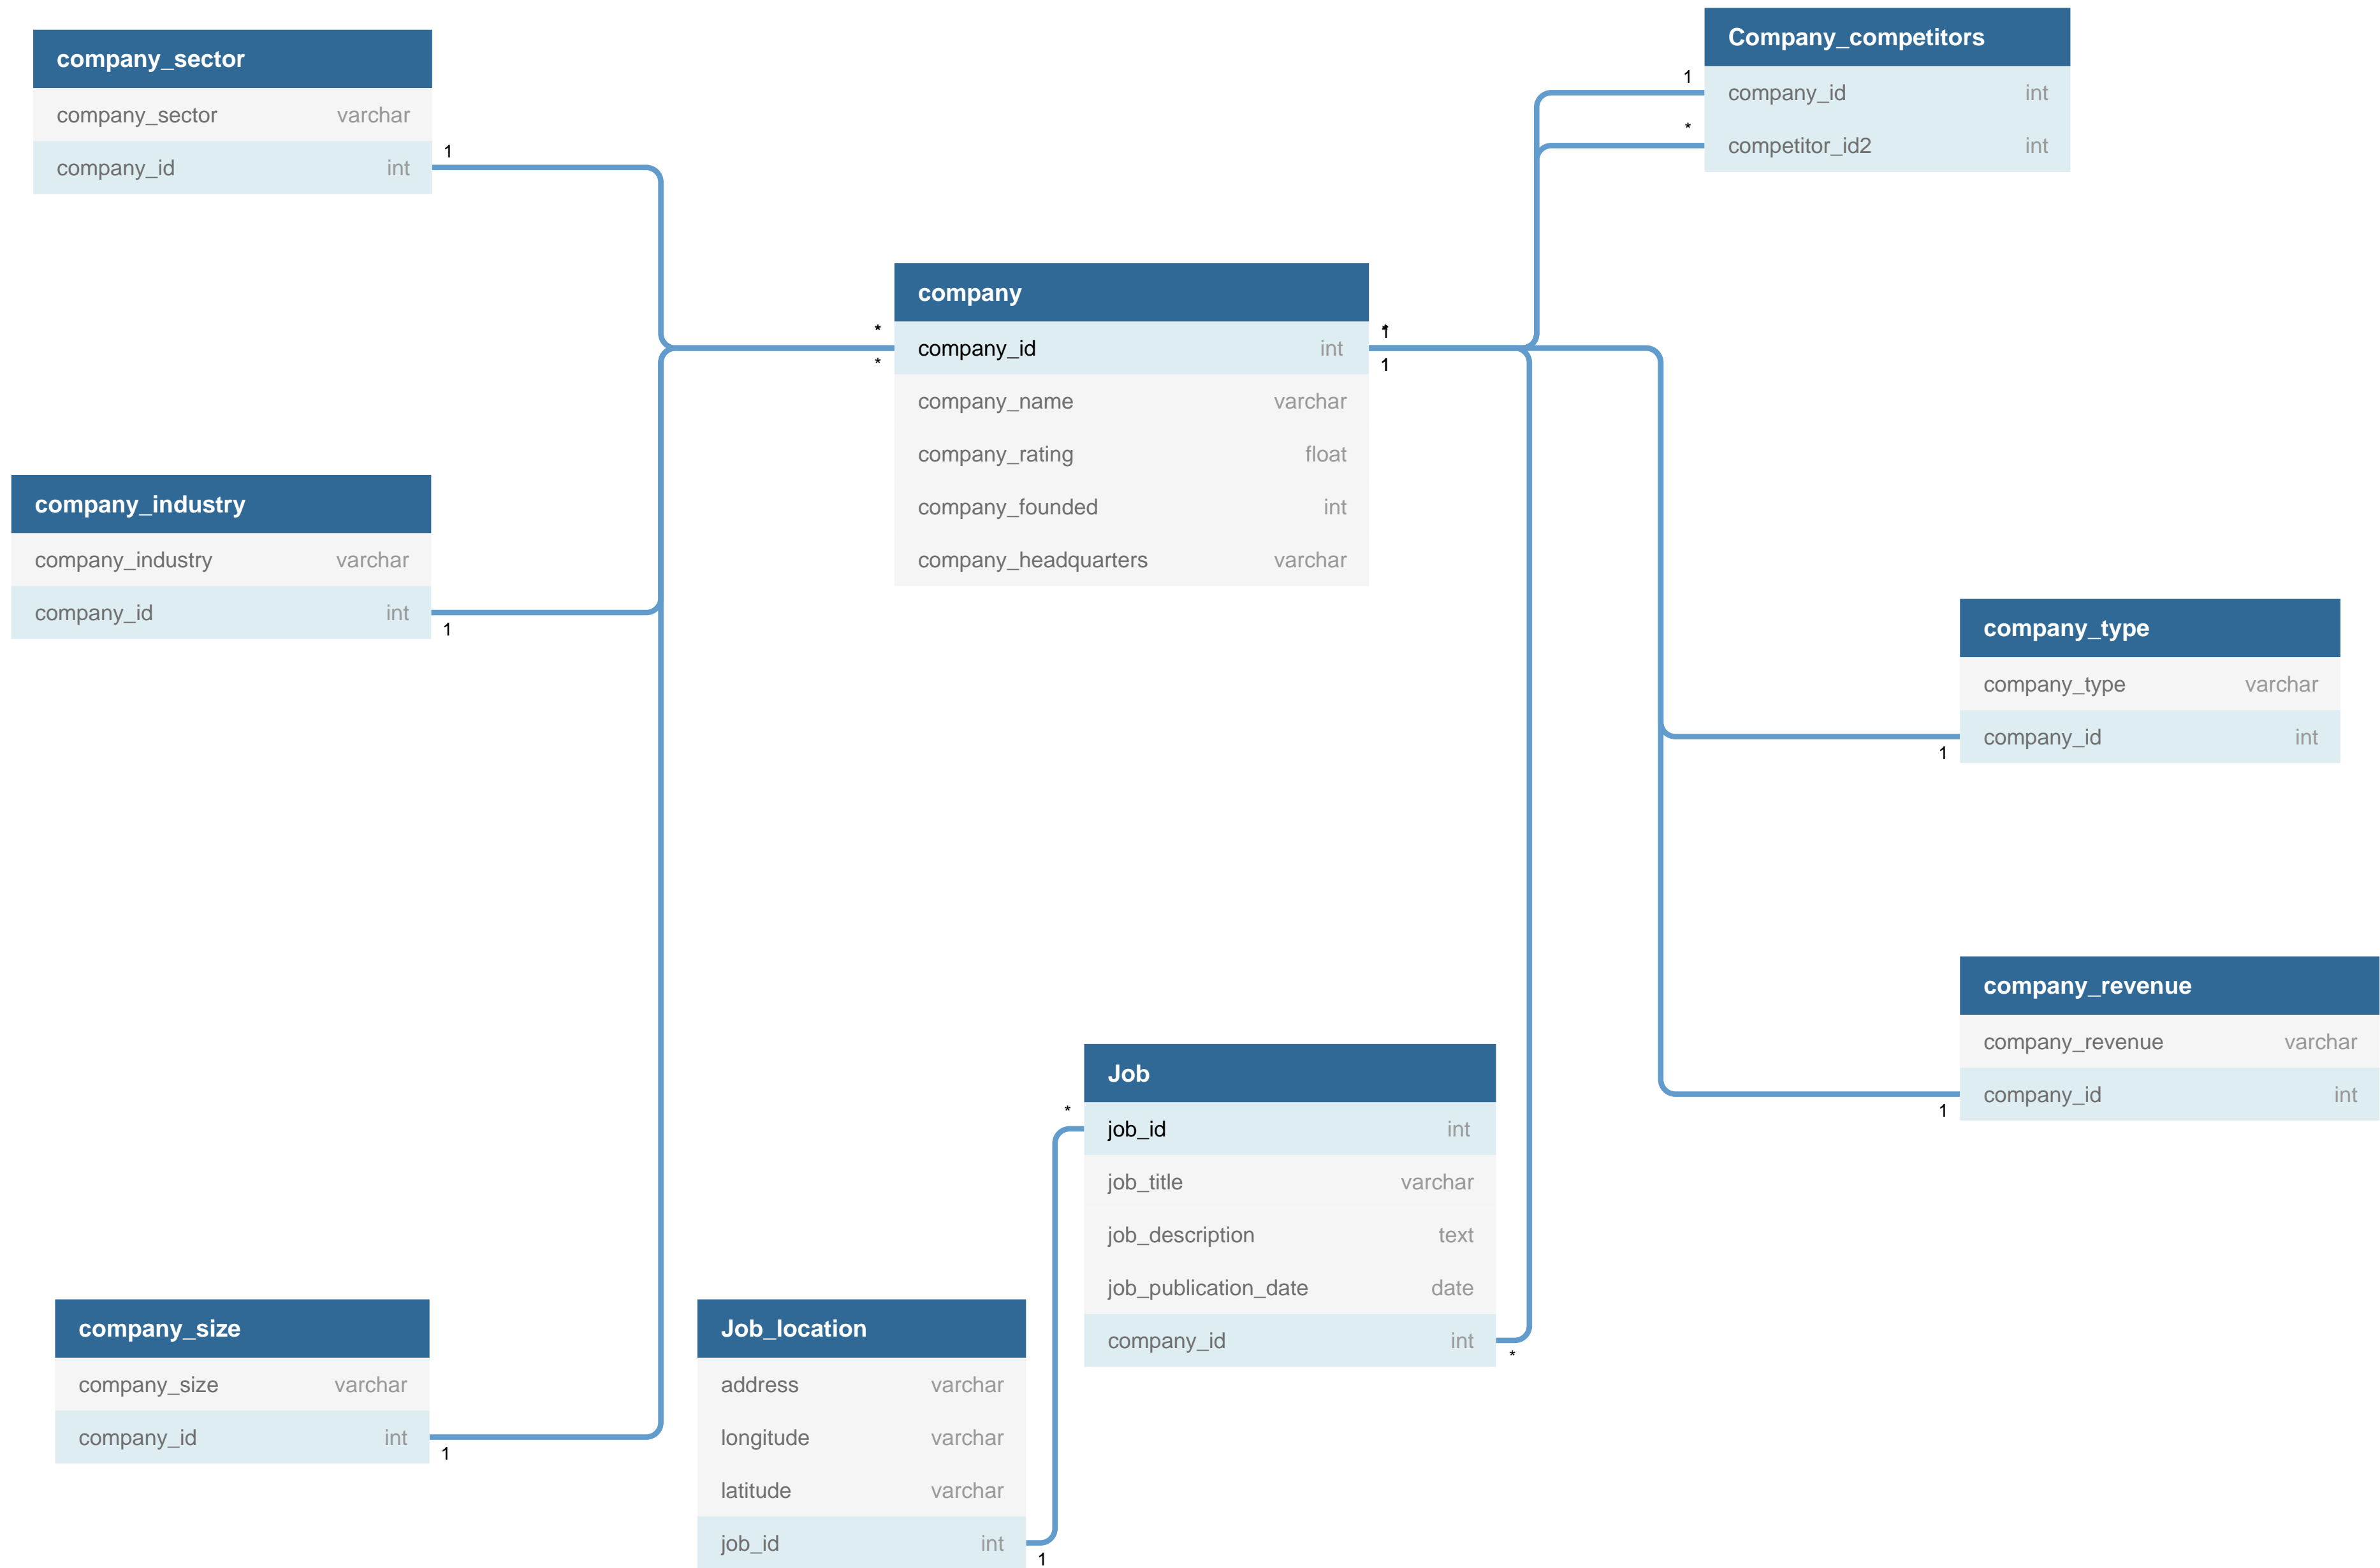 company_sector
company_sector varchar
company_id int
1
Company_competitors
1
company_id int
*
competitor_id2 int
company
* company_id int 1
* 1
company_name varchar
company_rating float
company_founded int
company_headquarters varchar
company_industry
company_industry varchar
company_id int
1
company_type
company_type varchar
company_id int
1
company_revenue
company_revenue varchar
company_id int
1
Job
*
job_id int
job_title varchar
job_description text
job_publication_date date
company_id int
*
company_size
company_size varchar
company_id int
1
Job_location
address varchar
longitude varchar
latitude varchar
job_id int
1